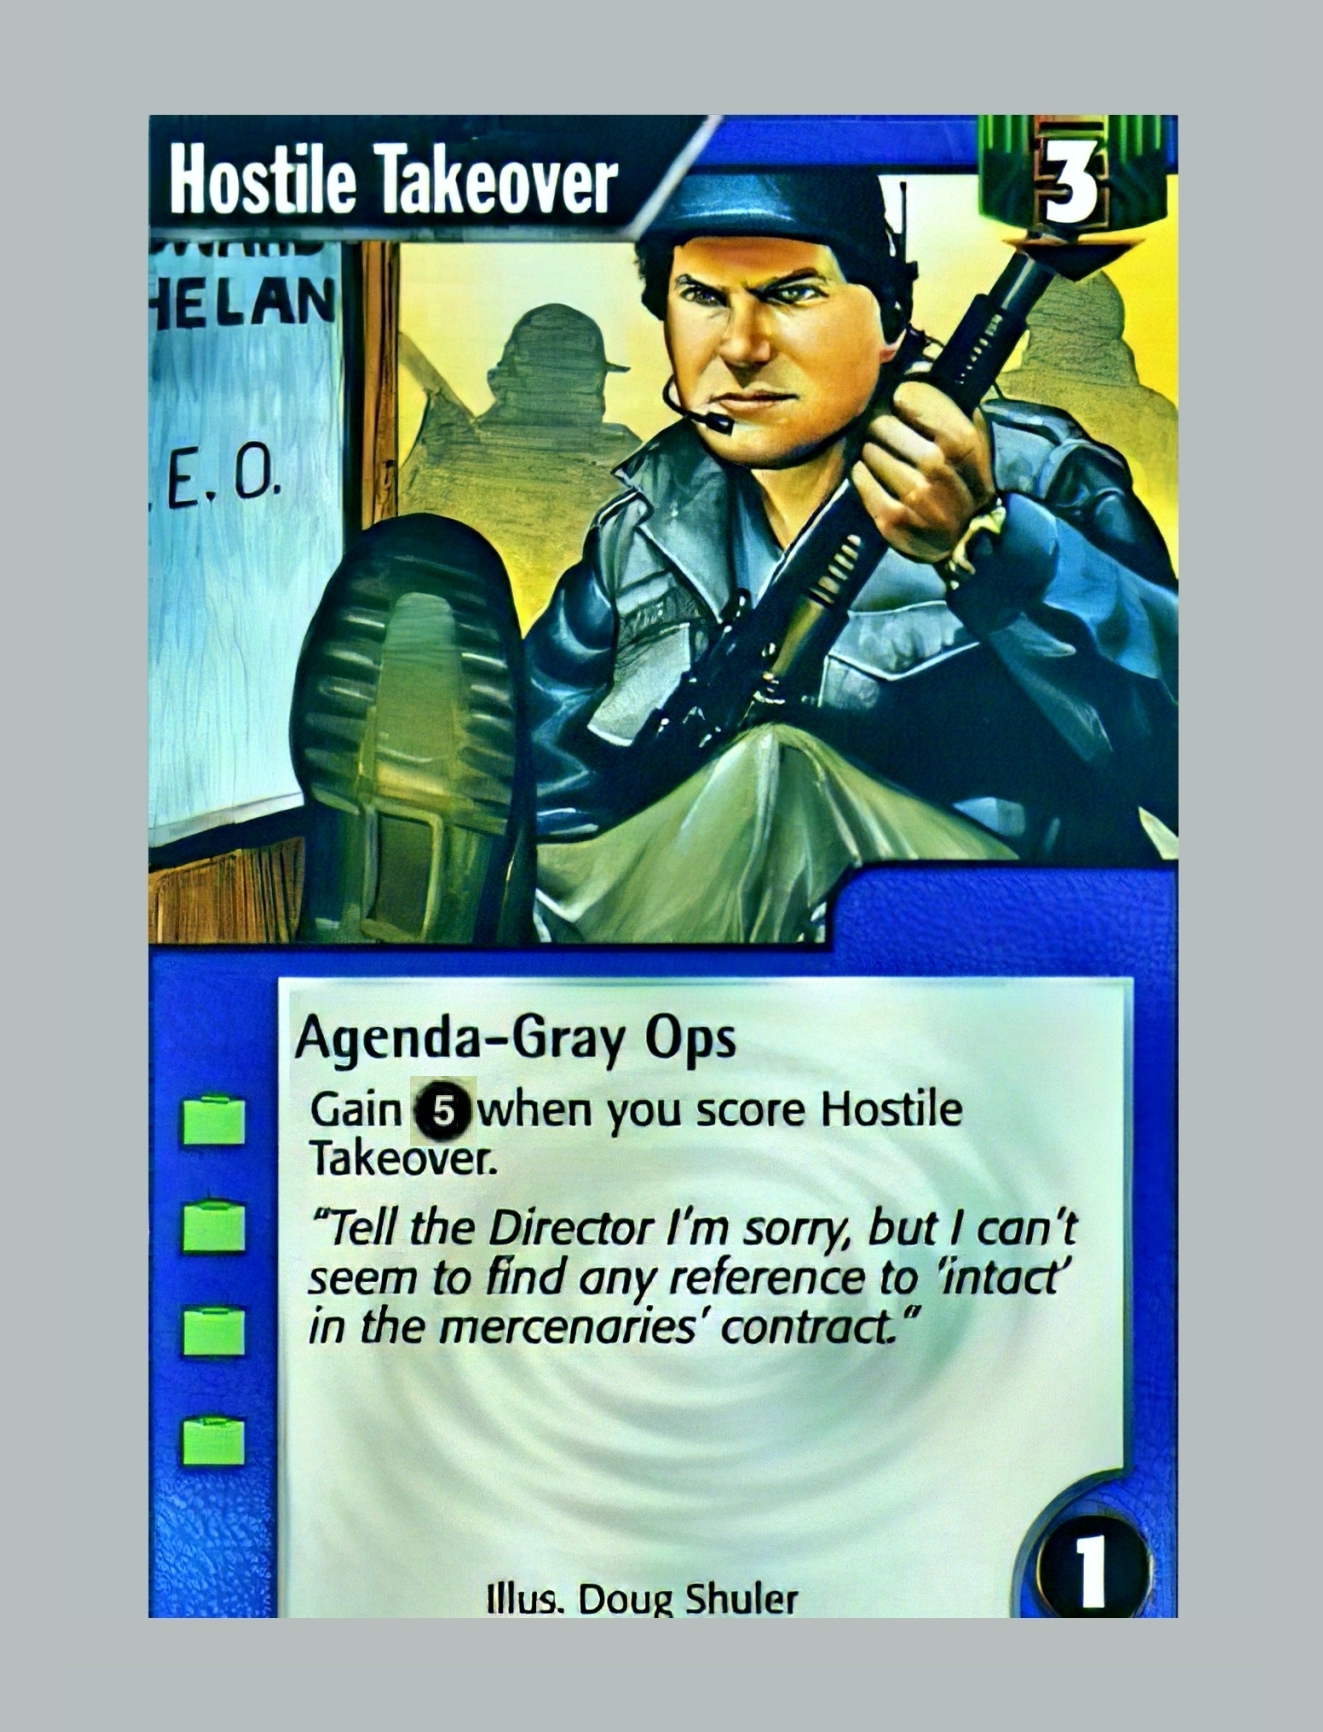 Hostile Takeover
3
HELAN
E. O.
Agenda-Gray Ops
Gain 5 when you score Hostile
Takeover.
"Tell the Director I'm sorry, but I can't
seem to find any reference to 'intact'
in the mercenaries' contract."
1
Illus. Doug Shuler